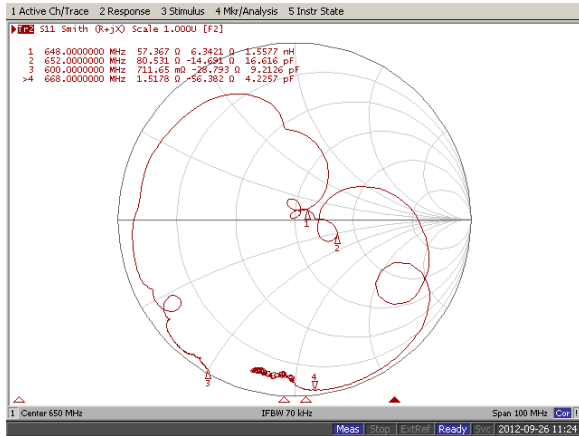 1 Active Ch/Trace 2 Response 3 Stimulus 4 Mkr/Analysis 5 Instr State
Tr2 S11 Smith (R+jX) Scale 1.000U [F2]
1 648.0000000 MHz 57.367 Ω 6.3421 Ω 1.5577 nH
2 652.0000000 MHz 80.531 Ω -14.691 Ω 16.616 pF
3 600.0000000 MHz 711.65 mΩ -28.793 Ω 9.2126 pF
>4 668.0000000 MHz 1.5178 Ω -56.382 Ω 4.2257 pF
1
2
3
4
1 Center 650 MHz IFBW 70 kHz Span 100 MHz Cor !
Meas Stop ExtRef Ready Svc 2012-09-26 11:24